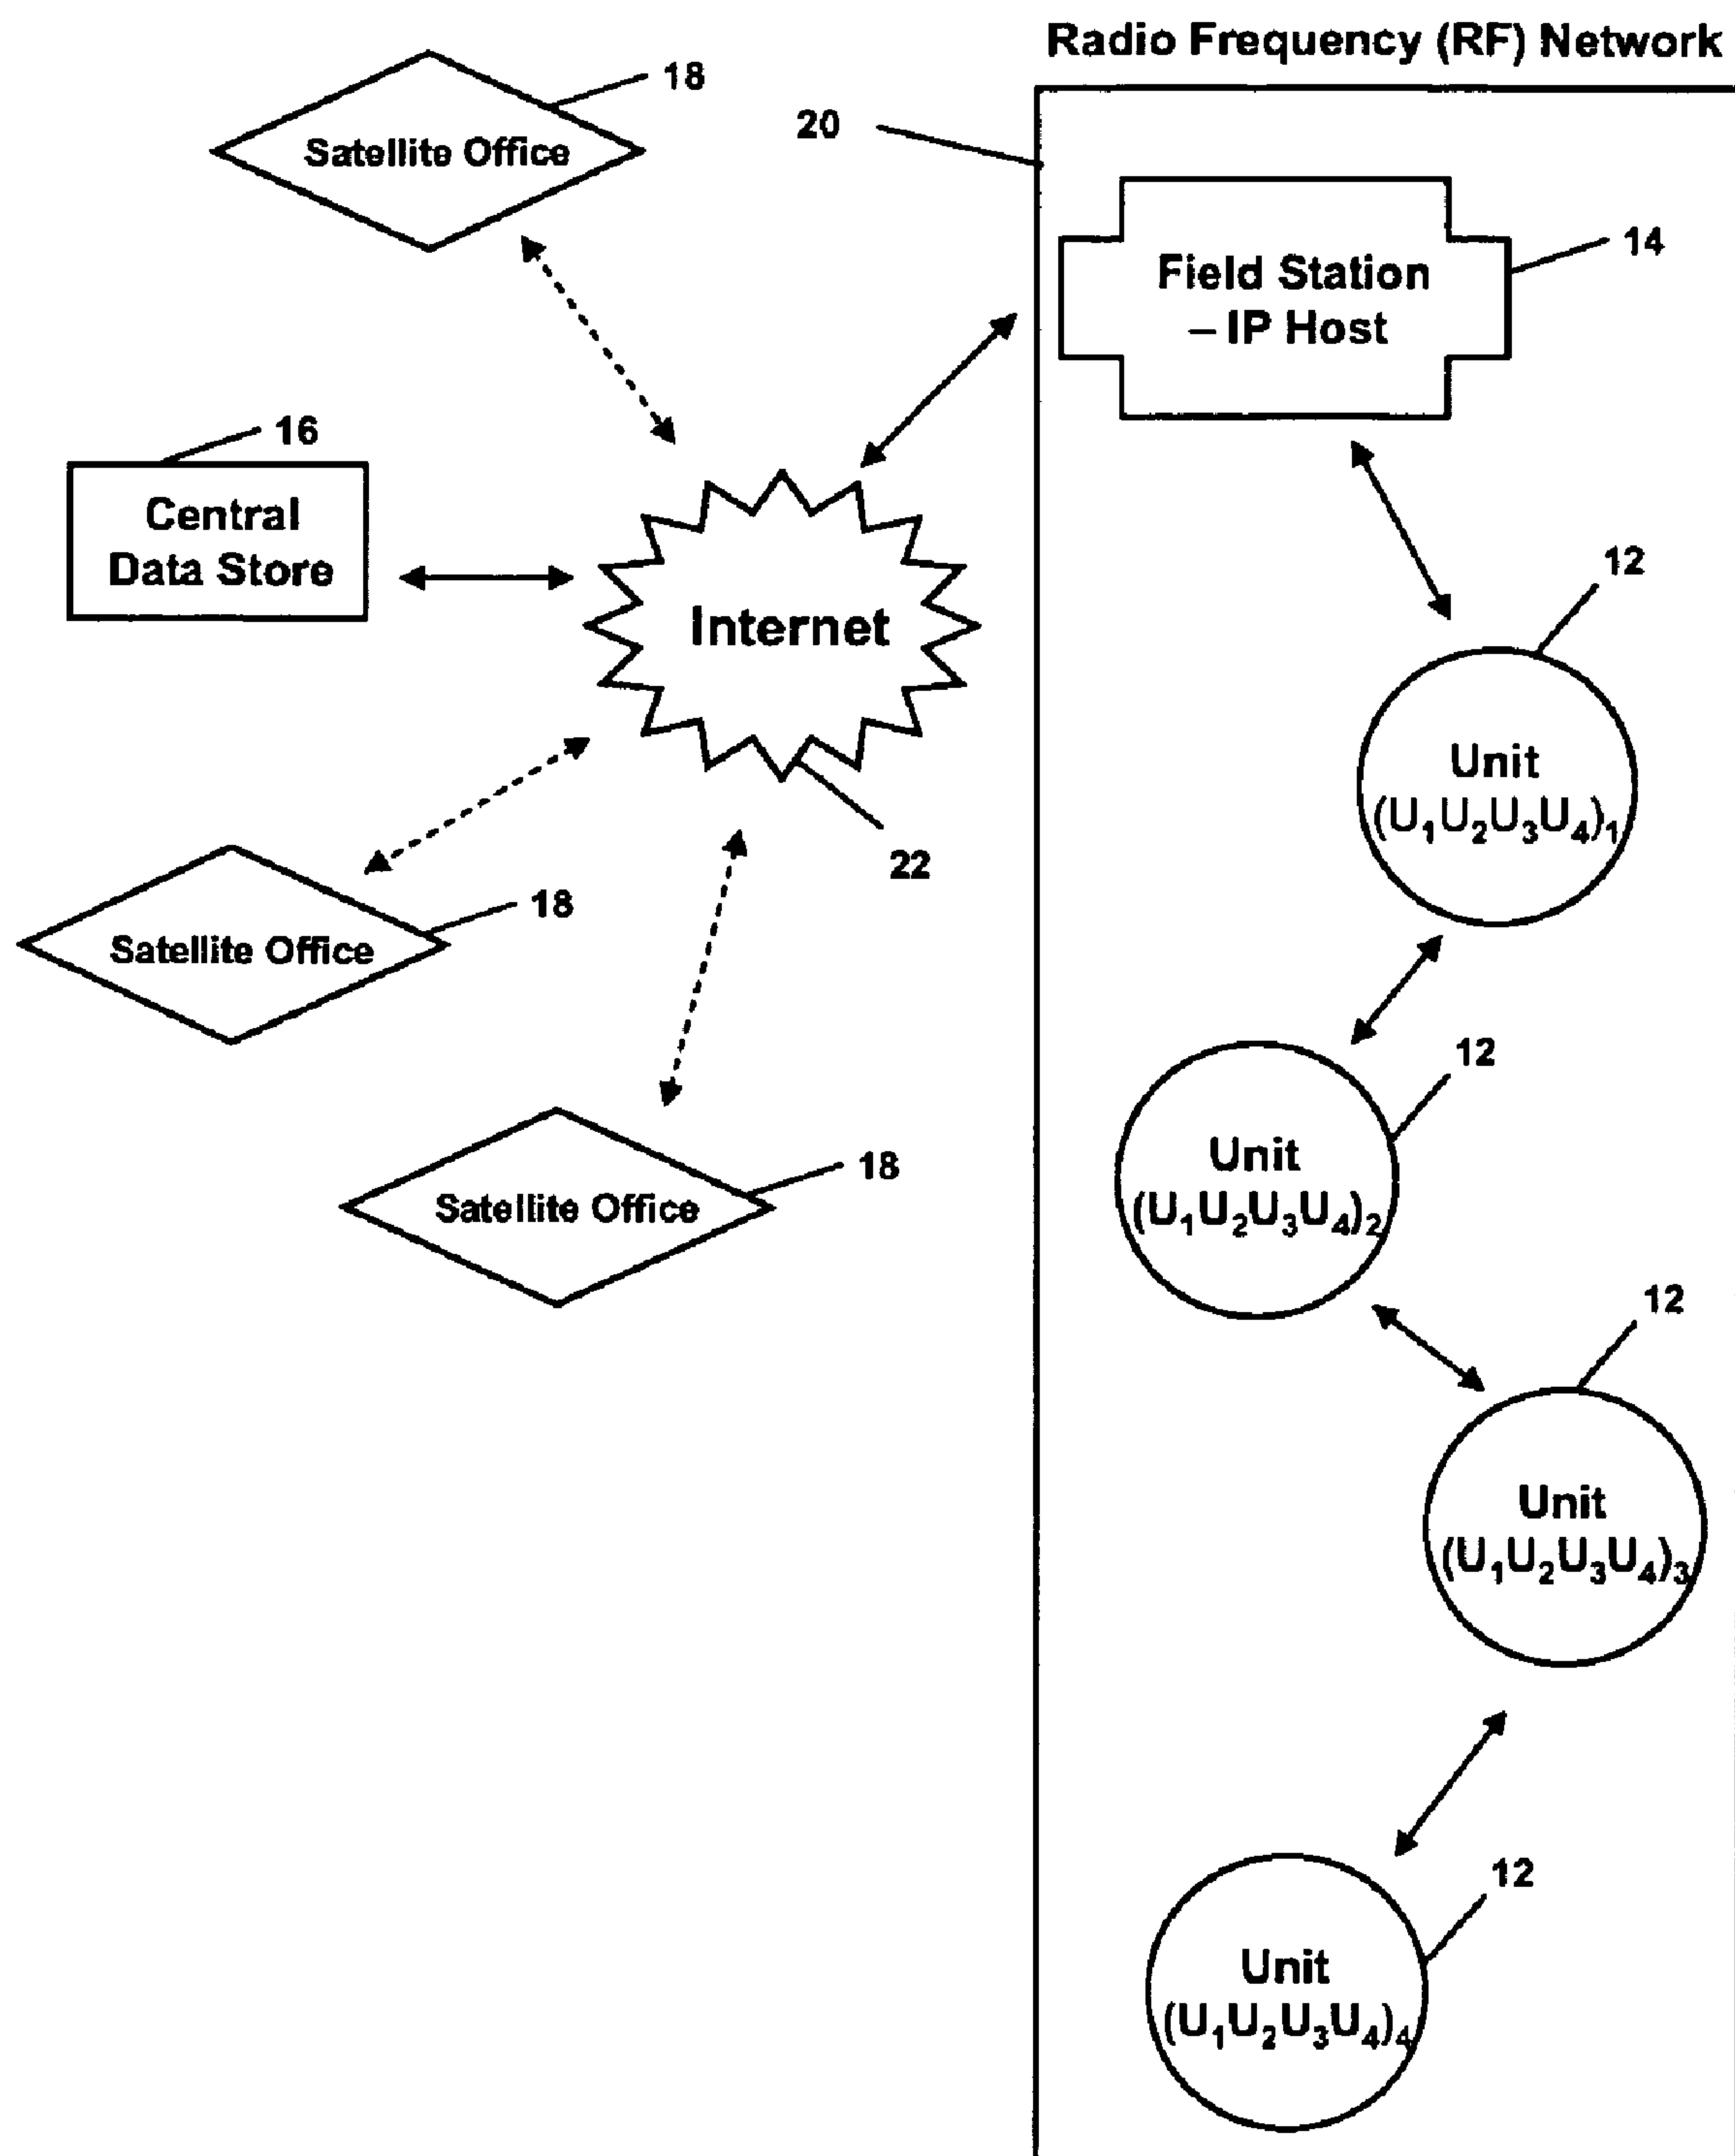 Radio Frequency (RF) Network
18
Satellite Office
20
14
Field Station
– IP Host
16
Central
Data Store
Internet
22
12
Unit
(U₁U₂U₃U₄)₁
18
Satellite Office
12
Unit
(U₁U₂U₃U₄)₂
18
Satellite Office
12
Unit
(U₁U₂U₃U₄)₃
12
Unit
(U₁U₂U₃U₄)₄